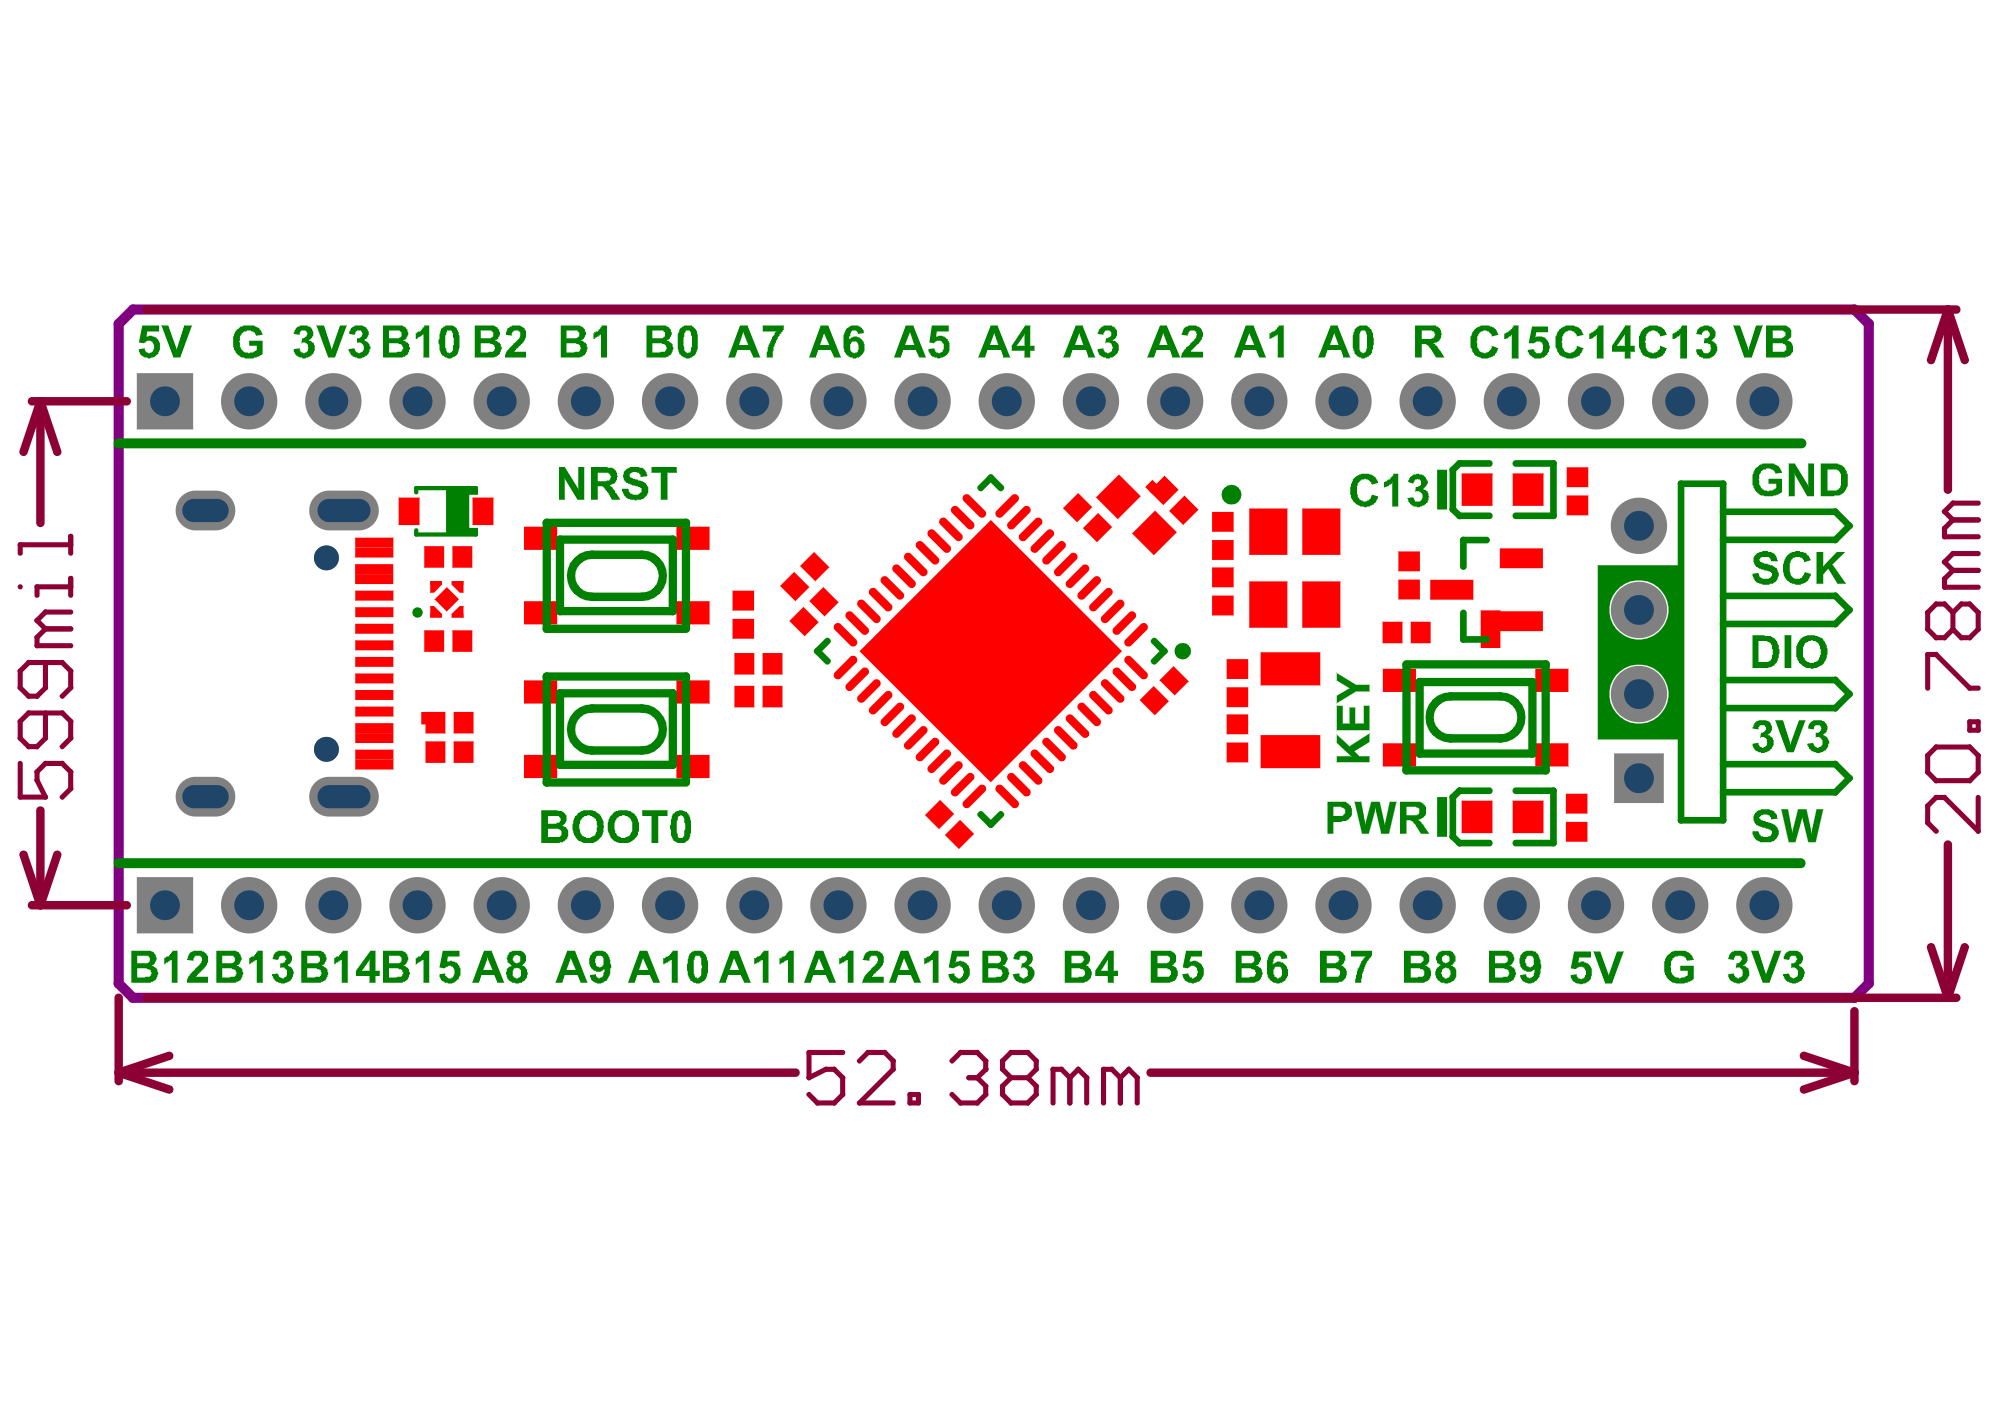 5V G 3V3 B10 B2 B1 B0 A7 A6 A5 A4 A3 A2 A1 A0 R C15 C14 C13 VB
NRST
C13
GND
SCK
DIO
3V3
SW
KEY
BOOT0
PWR
B12 B13 B14 B15 A8 A9 A10 A11 A12 A15 B3 B4 B5 B6 B7 B8 B9 5V G 3V3
599mil
20.78mm
52.38mm